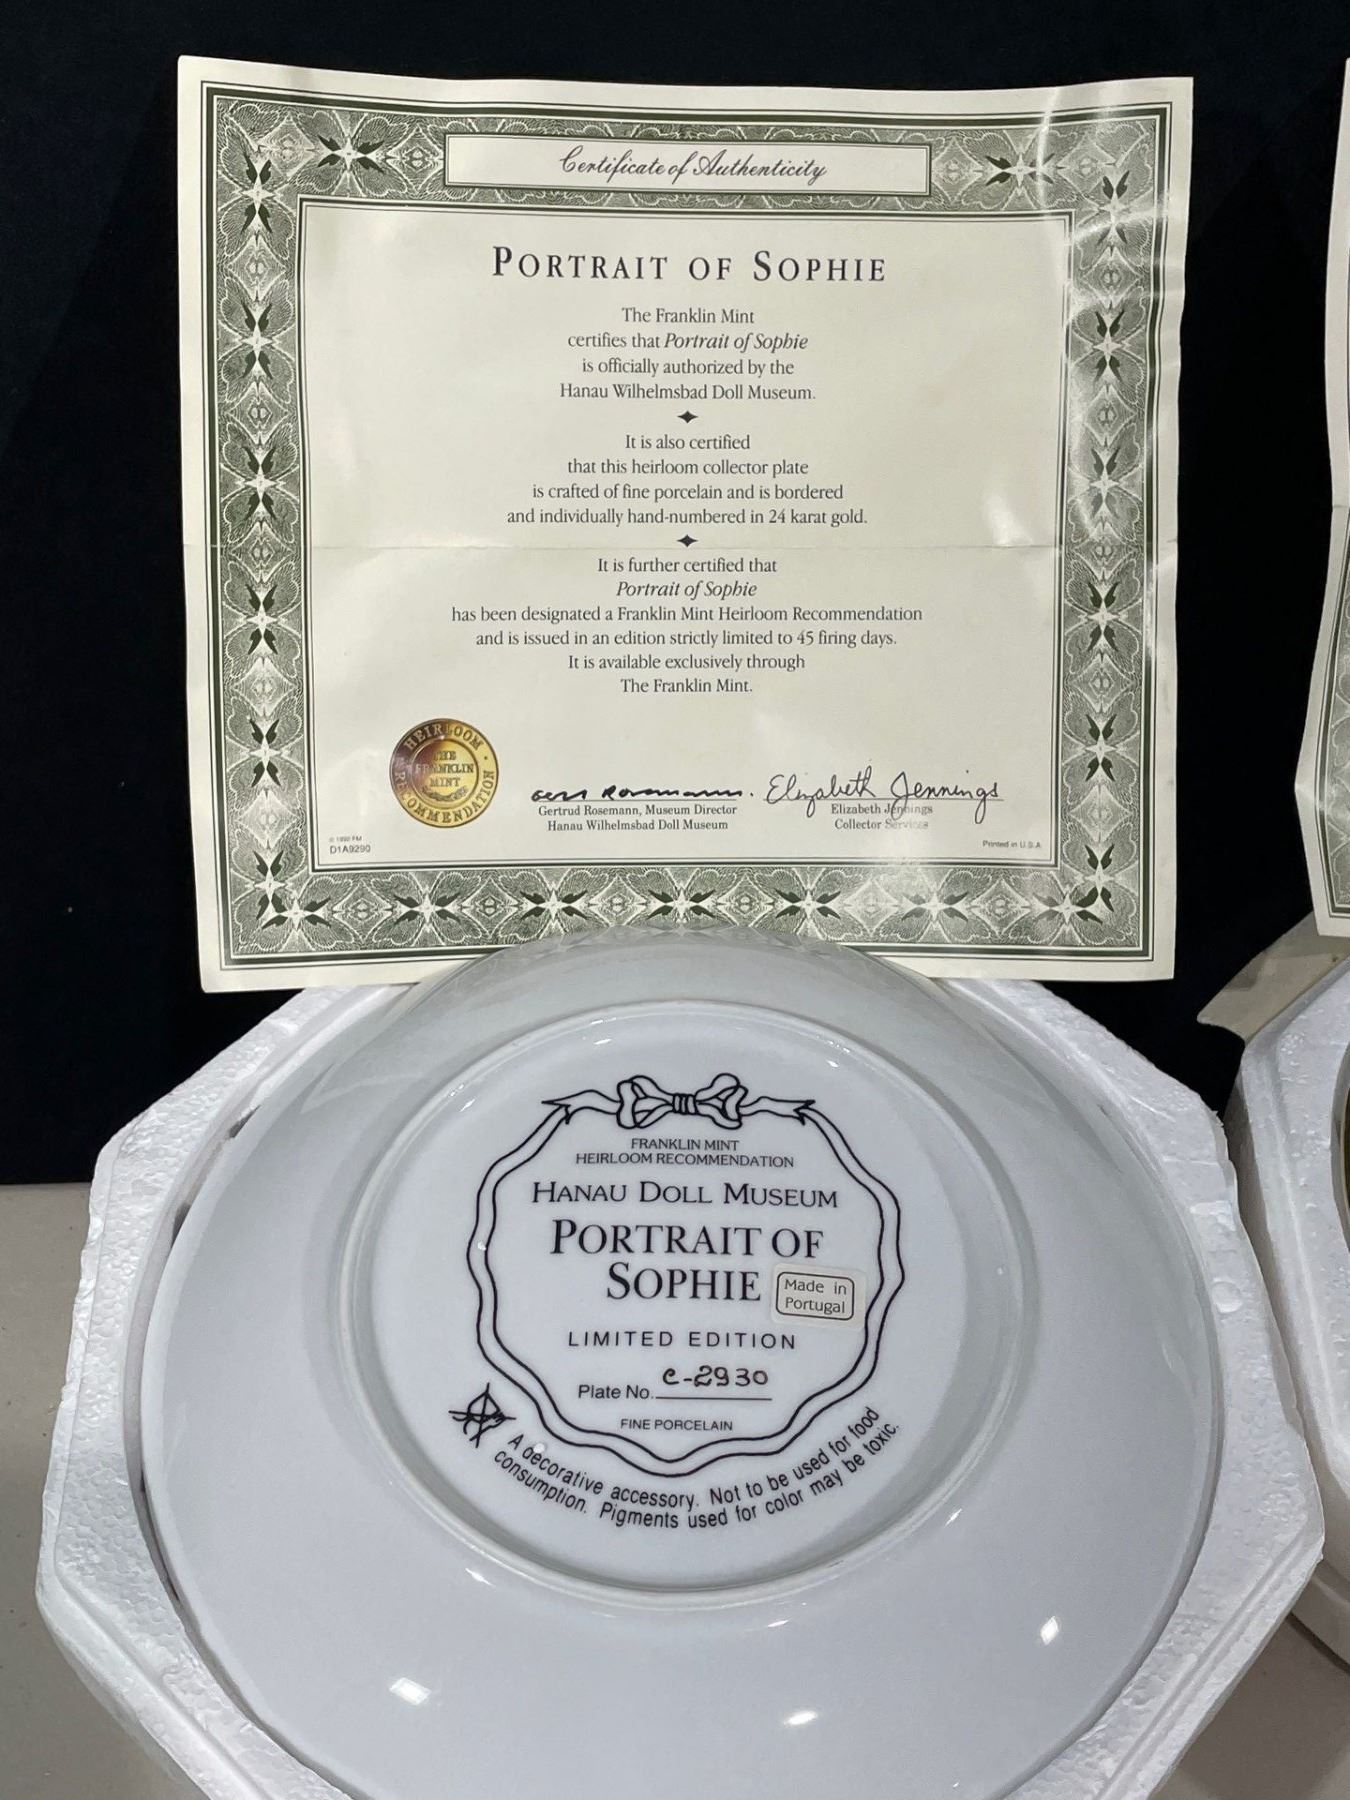 Certificate of Authenticity
PORTRAIT OF SOPHIE
The Franklin Mint
certifies that Portrait of Sophie
is officially authorized by the
Hanau Wilhelmsbad Doll Museum.
It is also certified
that this heirloom collector plate
is crafted of fine porcelain and is bordered
and individually hand-numbered in 24 karat gold.
It is further certified that
Portrait of Sophie
has been designated a Franklin Mint Heirloom Recommendation
and is issued in an edition strictly limited to 45 firing days.
It is available exclusively through
The Franklin Mint.
HEIRLOOM
RECOMMENDATION
THE
FRANKLIN
MINT
Elizabeth Jennings
Gertrud Rosemann, Museum Director
Hanau Wilhelmsbad Doll Museum
Elizabeth Jennings
Collector Services
D1A9290
Printed in U.S.A
FRANKLIN MINT
HEIRLOOM RECOMMENDATION
HANAU DOLL MUSEUM
PORTRAIT OF
SOPHIE
Made in
Portugal
LIMITED EDITION
Plate No. C-2930
FINE PORCELAIN
A decorative accessory. Not to be used for food
consumption. Pigments used for color may be toxic.